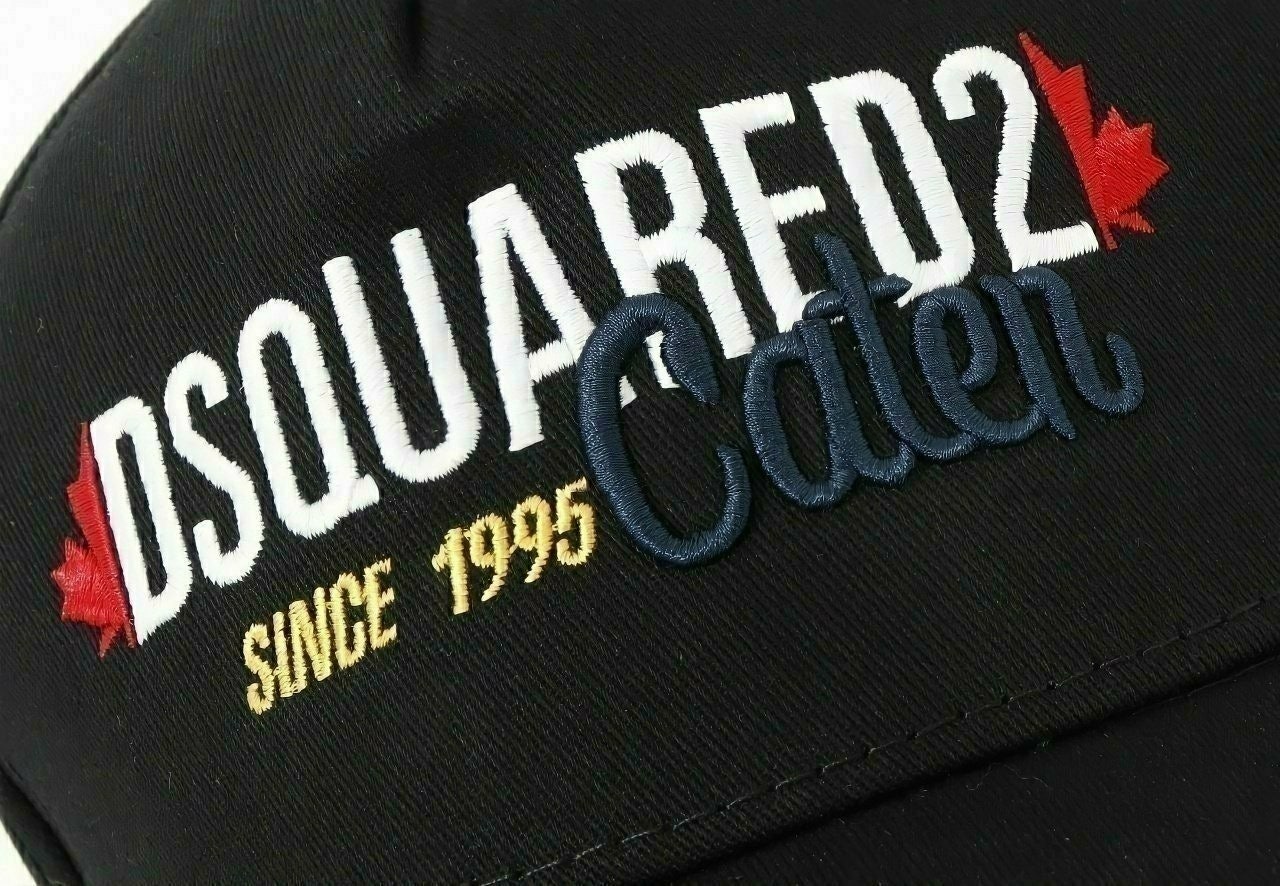 DSQUARED2
Caten
SINCE 1995